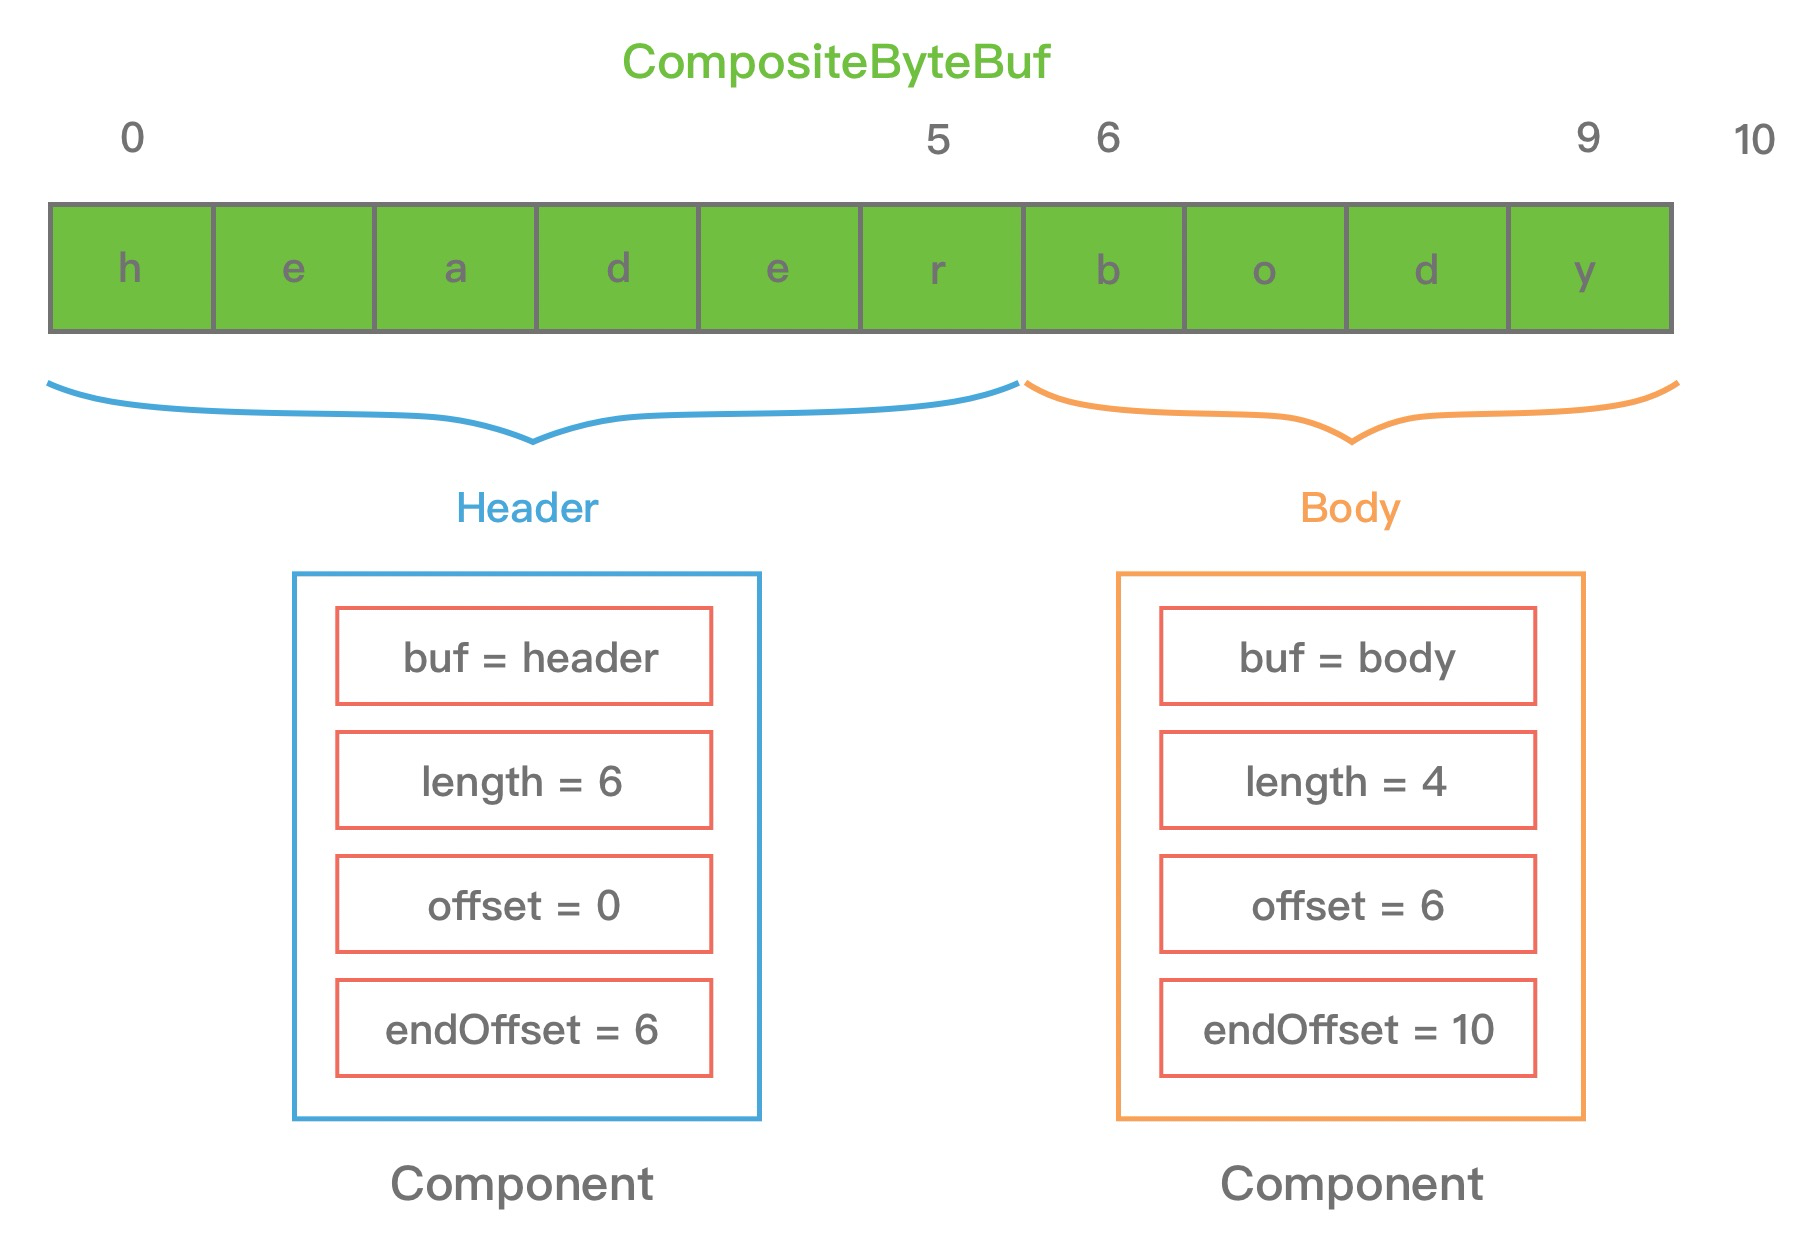 CompositeByteBuf
0 5 6 9 10
h e a d e r b o d y
Header Body
buf = header buf = body
length = 6 length = 4
offset = 0 offset = 6
endOffset = 6 endOffset = 10
Component Component